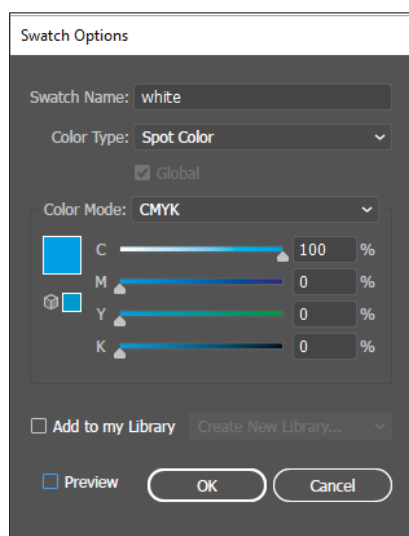 Swatch Options
Swatch Name: white
Color Type: Spot Color
Global
Color Mode: CMYK
C 100 %
M 0 %
Y 0 %
K 0 %
Add to my Library Create New Library...
Preview OK Cancel